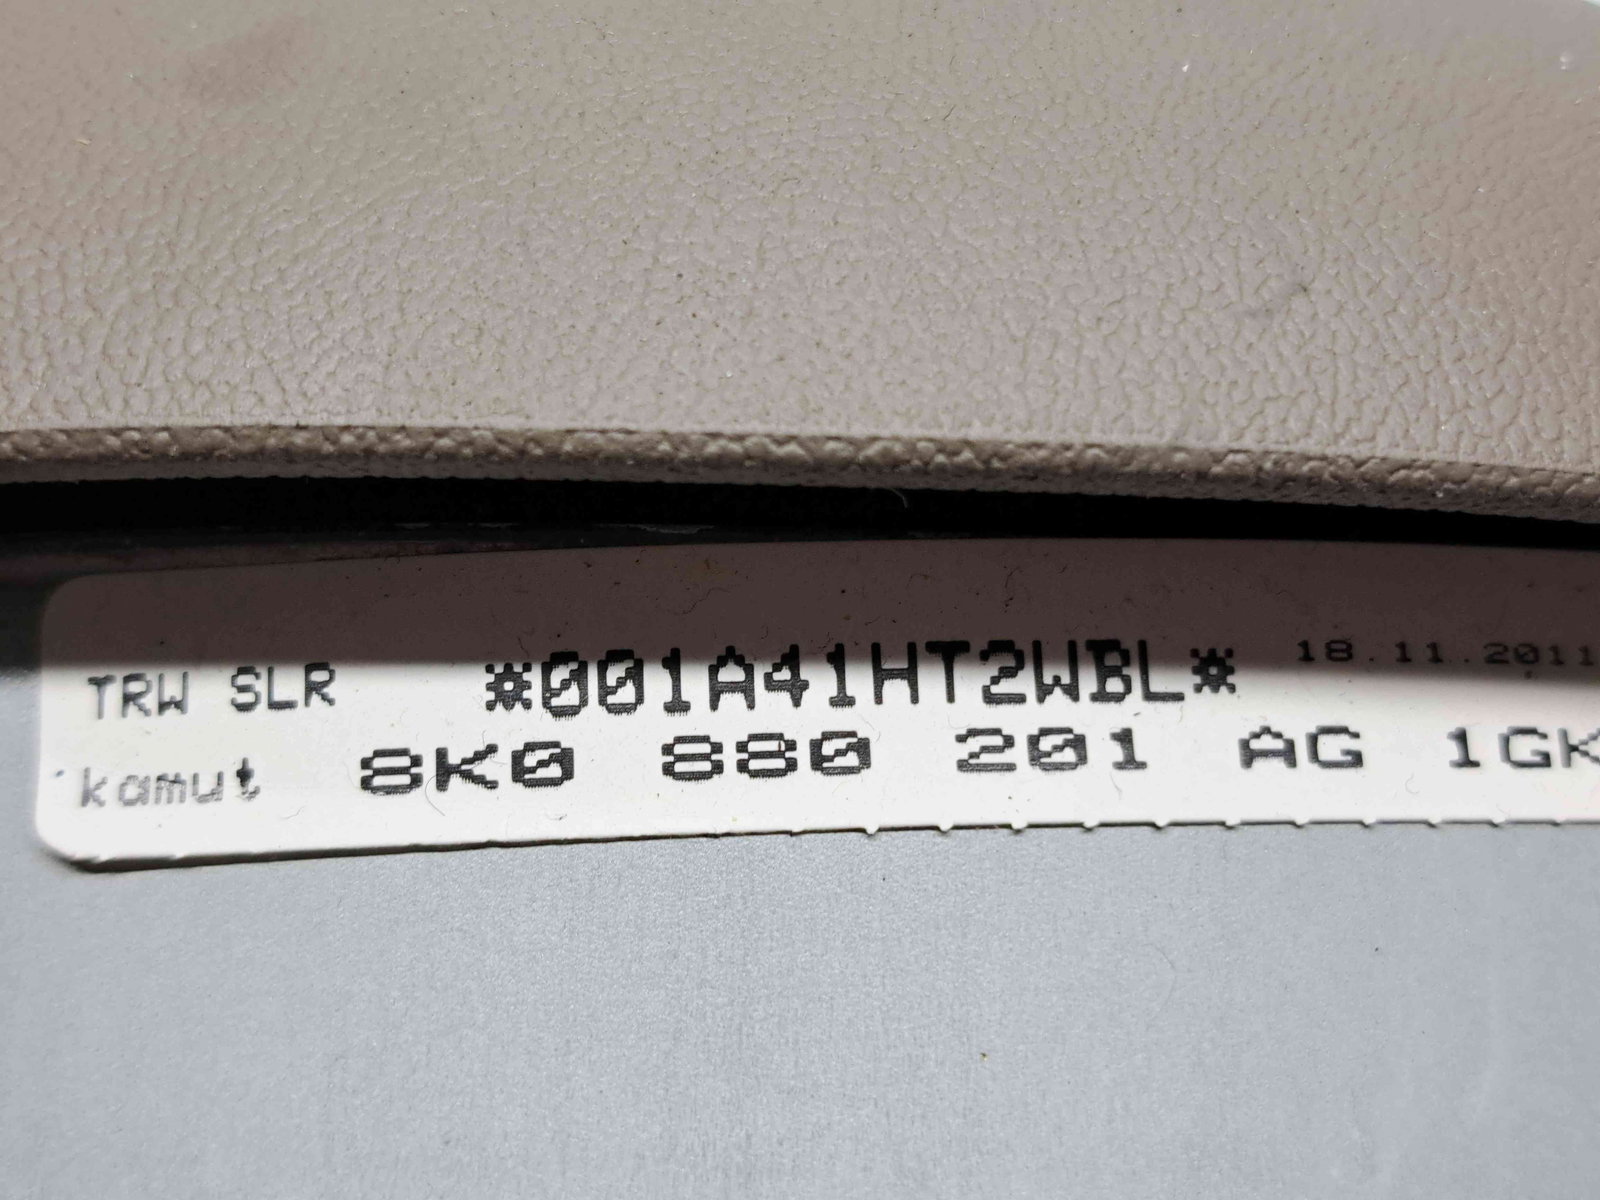 TRW SLR *001A41HT2WBL* 18.11.2011
kamut 8K0 880 201 AG 1GK